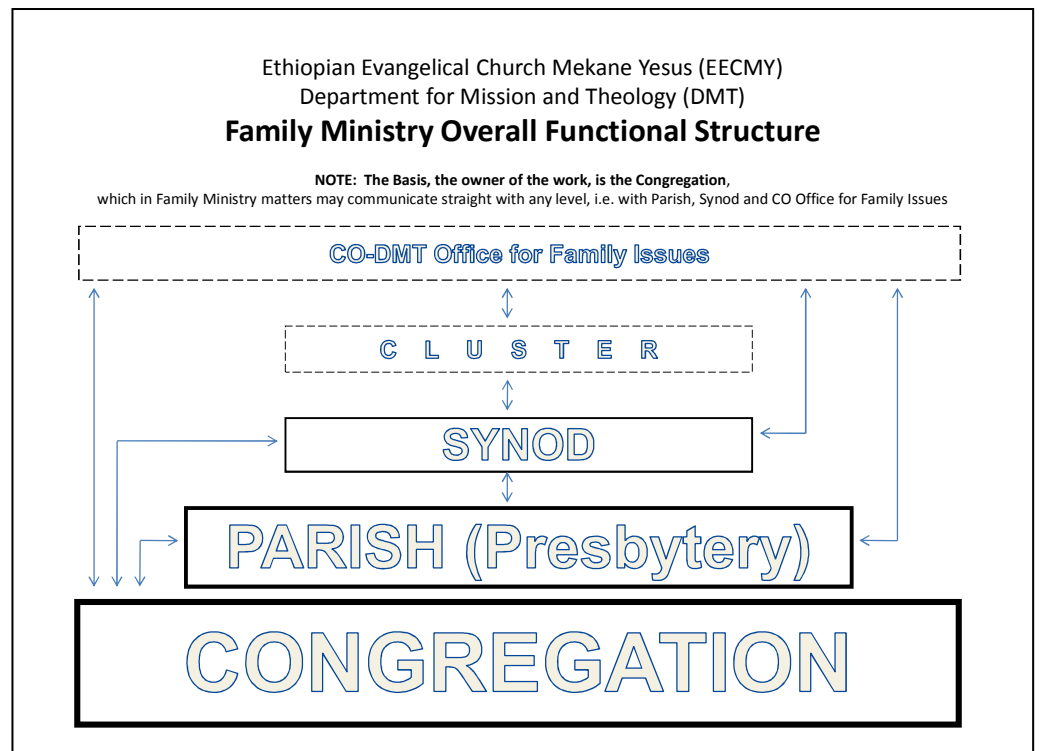 Ethiopian Evangelical Church Mekane Yesus (EECMY)
Department for Mission and Theology (DMT)
Family Ministry Overall Functional Structure
NOTE: The Basis, the owner of the work, is the Congregation,
which in Family Ministry matters may communicate straight with any level, i.e. with Parish, Synod and CO Office for Family Issues
CO-DMT Office for Family Issues
C L U S T E R
SYNOD
PARISH (Presbytery)
CONGREGATION